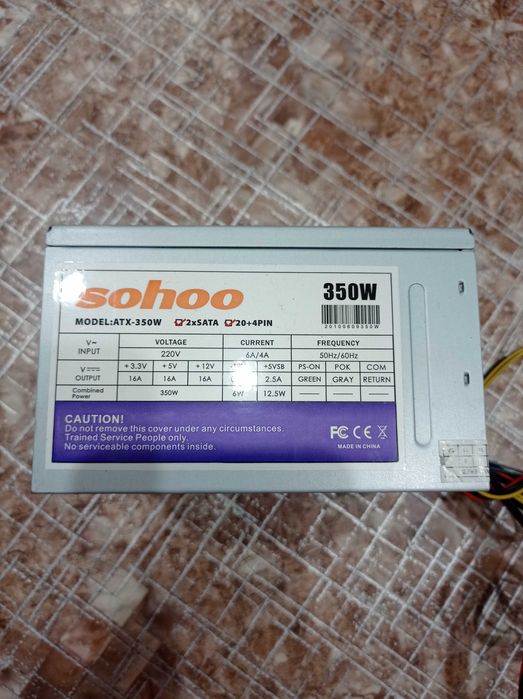 sohoo
350W
MODEL:ATX-350W 2xSATA 20+4PIN
20100609350W
V~ INPUT VOLTAGE CURRENT FREQUENCY
220V 6A/4A 50Hz/60Hz
V OUTPUT +3.3V +5V +12V +5VSB PS-ON POK COM
16A 16A 16A 2.5A GREEN GRAY RETURN
Combined Power 350W 6W 12.5W
CAUTION!
Do not remove this cover under any circumstances.
Trained Service People only.
No serviceable components inside.
FC CE
MADE IN CHINA